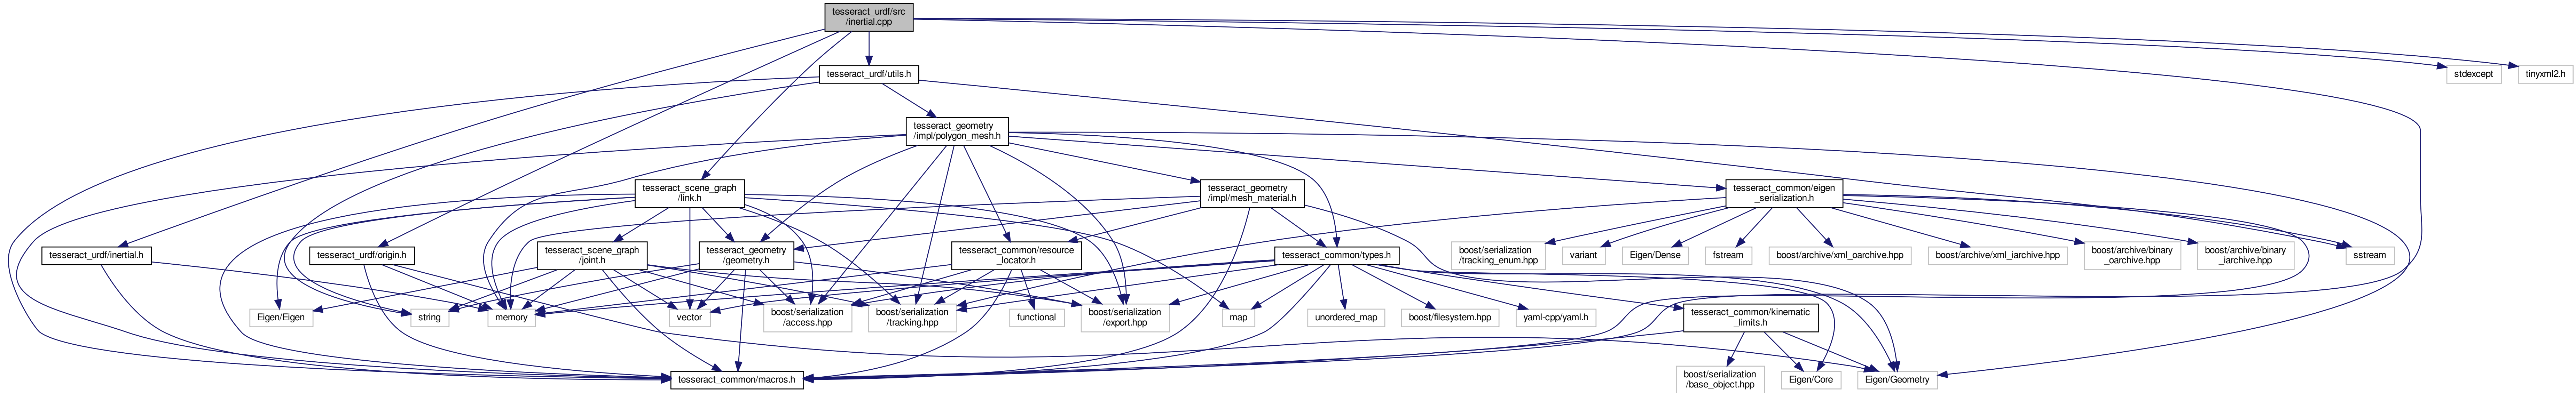 tesseract_urdf/src
/inertial.cpp
tesseract_urdf/utils.h
stdexcept
tinyxml2.h
tesseract_geometry
/impl/polygon_mesh.h
tesseract_scene_graph
/link.h
tesseract_geometry
/impl/mesh_material.h
tesseract_common/eigen
_serialization.h
tesseract_urdf/inertial.h
tesseract_urdf/origin.h
tesseract_scene_graph
/joint.h
tesseract_geometry
/geometry.h
tesseract_common/resource
_locator.h
tesseract_common/types.h
boost/serialization
/tracking_enum.hpp
variant
Eigen/Dense
fstream
boost/archive/xml_oarchive.hpp
boost/archive/xml_iarchive.hpp
boost/archive/binary
_oarchive.hpp
boost/archive/binary
_iarchive.hpp
sstream
Eigen/Eigen
string
memory
vector
boost/serialization
/access.hpp
boost/serialization
/tracking.hpp
functional
boost/serialization
/export.hpp
map
unordered_map
boost/filesystem.hpp
yaml-cpp/yaml.h
tesseract_common/kinematic
_limits.h
tesseract_common/macros.h
boost/serialization
/base_object.hpp
Eigen/Core
Eigen/Geometry